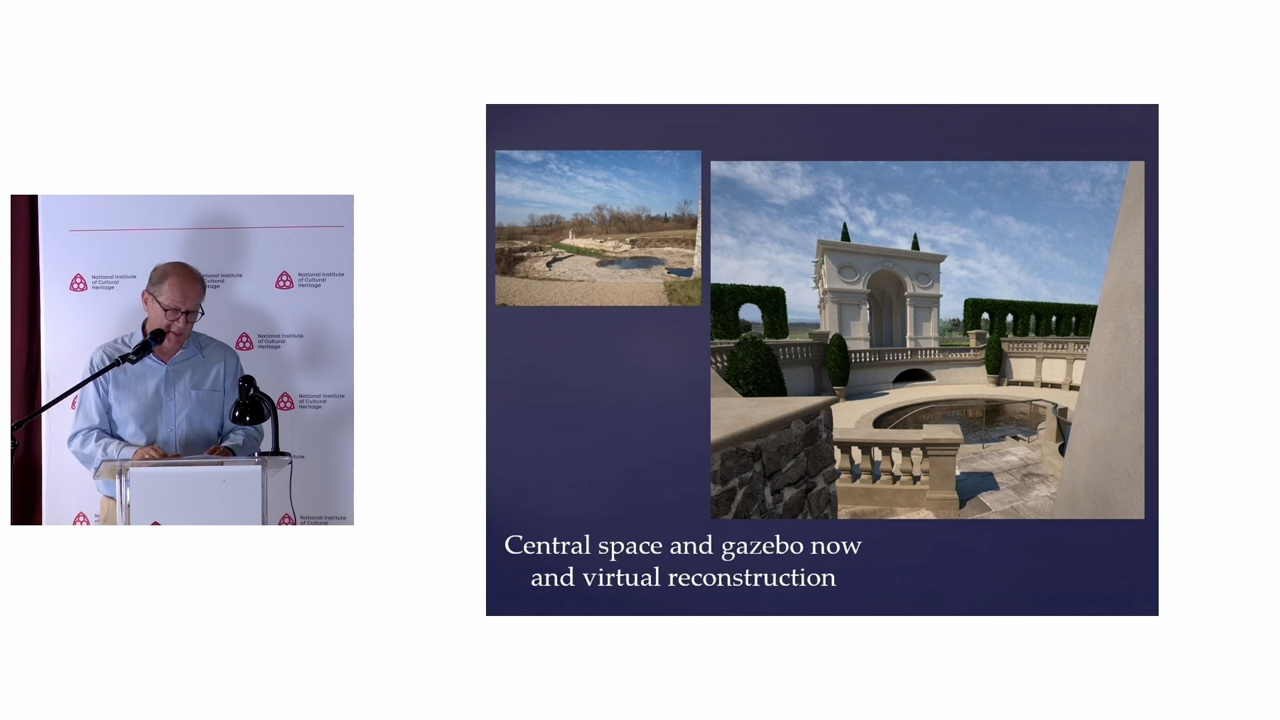 National Institute
of Cultural
Heritage
National Institute
of Cultural
Heritage
National Institute
of Cultural
Heritage
National Institute
of Cultural
Heritage
National Institute
of Cultural
Central space and gazebo now
and virtual reconstruction